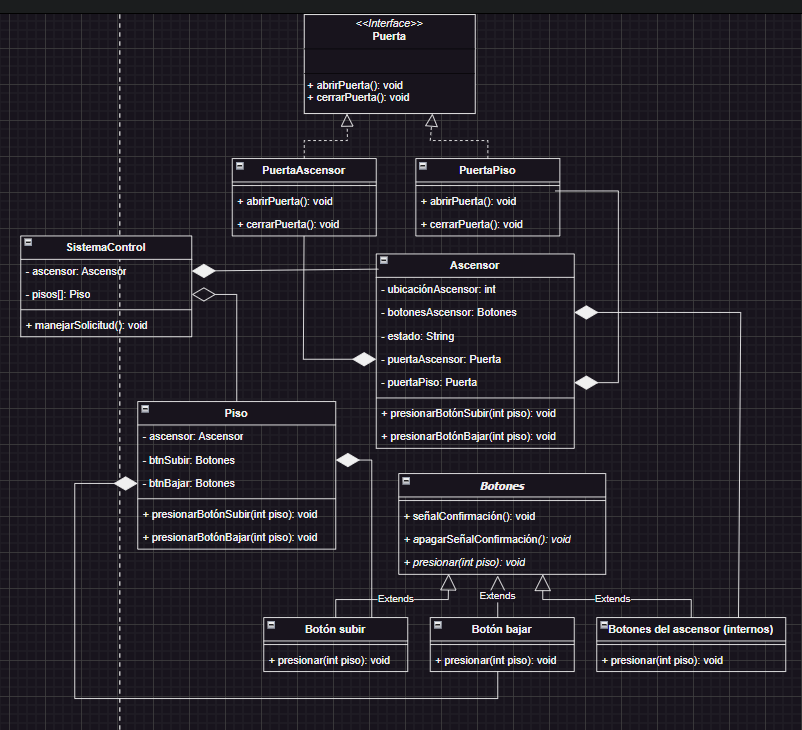 <<Interface>>
Puerta
+ abrirPuerta(): void
+ cerrarPuerta(): void
PuertaAscensor
+ abrirPuerta(): void
+ cerrarPuerta(): void
PuertaPiso
+ abrirPuerta(): void
+ cerrarPuerta(): void
SistemaControl
- ascensor: Ascensor
- pisos[]: Piso
+ manejarSolicitud(): void
Ascensor
- ubicaciónAscensor: int
- botonesAscensor: Botones
- estado: String
- puertaAscensor: Puerta
- puertaPiso: Puerta
+ presionarBotónSubir(int piso): void
+ presionarBotónBajar(int piso): void
Piso
- ascensor: Ascensor
- btnSubir: Botones
- btnBajar: Botones
+ presionarBotónSubir(int piso): void
+ presionarBotónBajar(int piso): void
Botones
+ señalConfirmación(): void
+ apagarSeñalConfirmación(): void
+ presionar(int piso): void
Extends
Extends
Extends
Botón subir
+ presionar(int piso): void
Botón bajar
+ presionar(int piso): void
Botones del ascensor (internos)
+ presionar(int piso): void